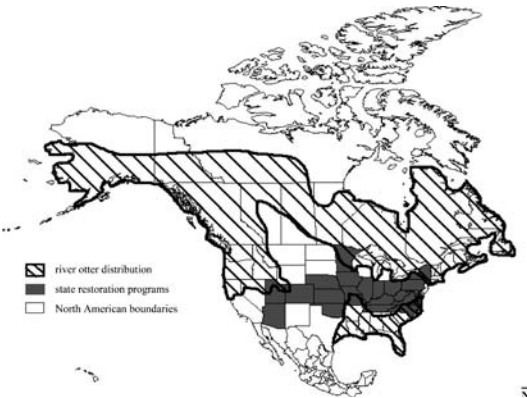 river otter distribution
state restoration programs
North American boundaries